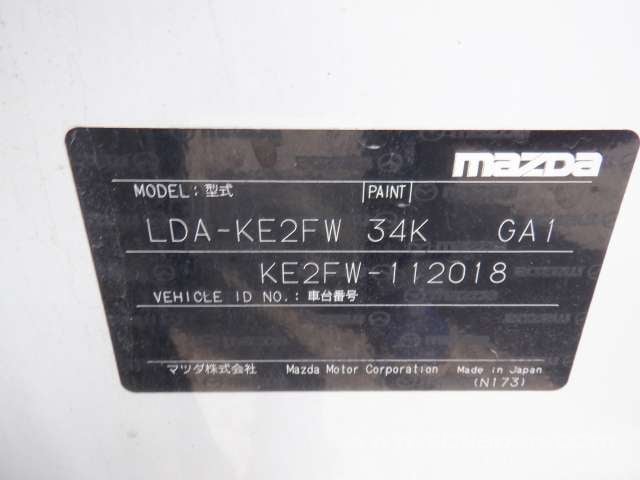 mazda
MODEL: 型式 PAINT
LDA-KE2FW 34K GA1
KE2FW-112018
VEHICLE ID NO.: 車台番号
マツダ株式会社 Mazda Motor Corporation Made in Japan
(N173)